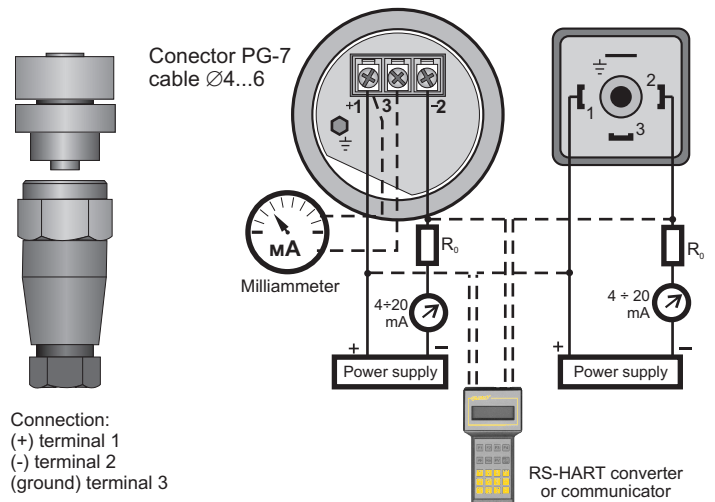 Conector PG-7
cable ∅4...6
+1 3 -2
мА
Milliammeter
R₀
4÷20
mA
+ −
Power supply
1 2 3
R₀
4 ÷ 20
mA
+ −
Power supply
Connection:
(+) terminal 1
(-) terminal 2
(ground) terminal 3
RS-HART converter
or communicator